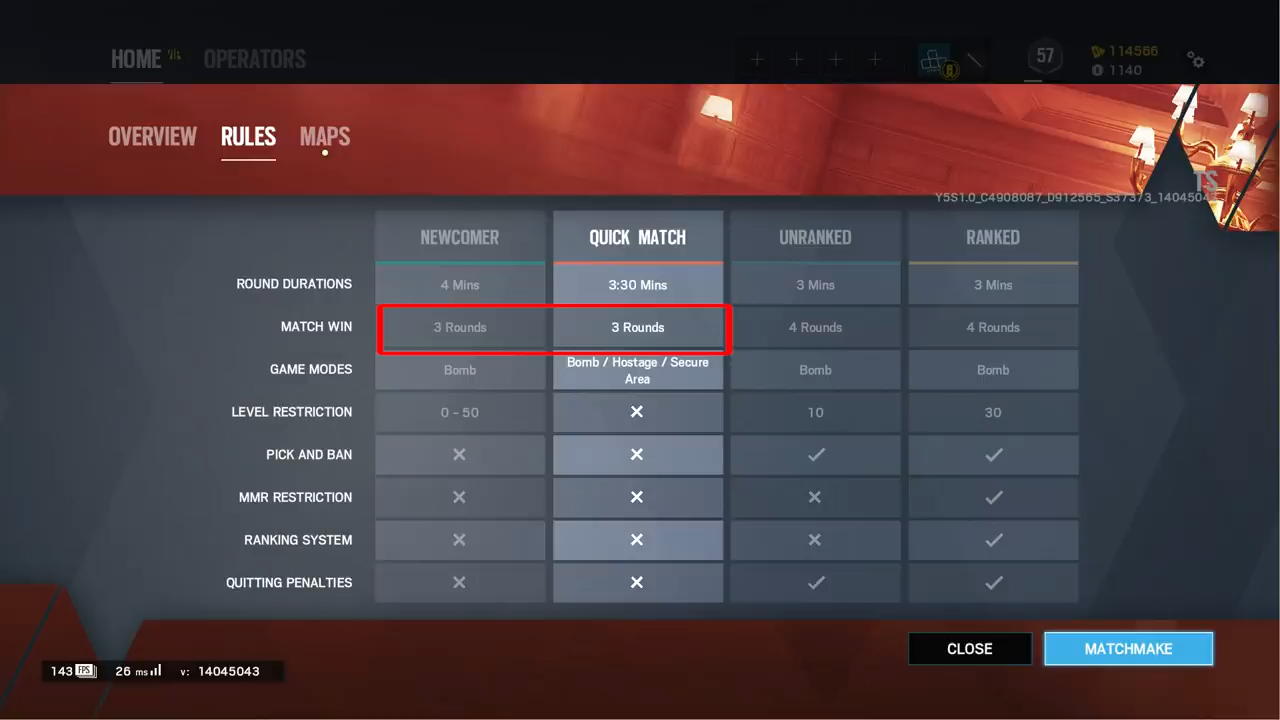 HOME OPERATORS
57
114566
1140
OVERVIEW RULES MAPS
TS
NEWCOMER QUICK MATCH UNRANKED RANKED
ROUND DURATIONS 4 Mins 3:30 Mins 3 Mins 3 Mins
MATCH WIN 3 Rounds 3 Rounds 4 Rounds 4 Rounds
GAME MODES Bomb Bomb / Hostage / Secure Area Bomb Bomb
LEVEL RESTRICTION 0 - 50 10 30
PICK AND BAN
MMR RESTRICTION
RANKING SYSTEM
QUITTING PENALTIES
CLOSE MATCHMAKE
143 FPS 26 ms v: 14045043